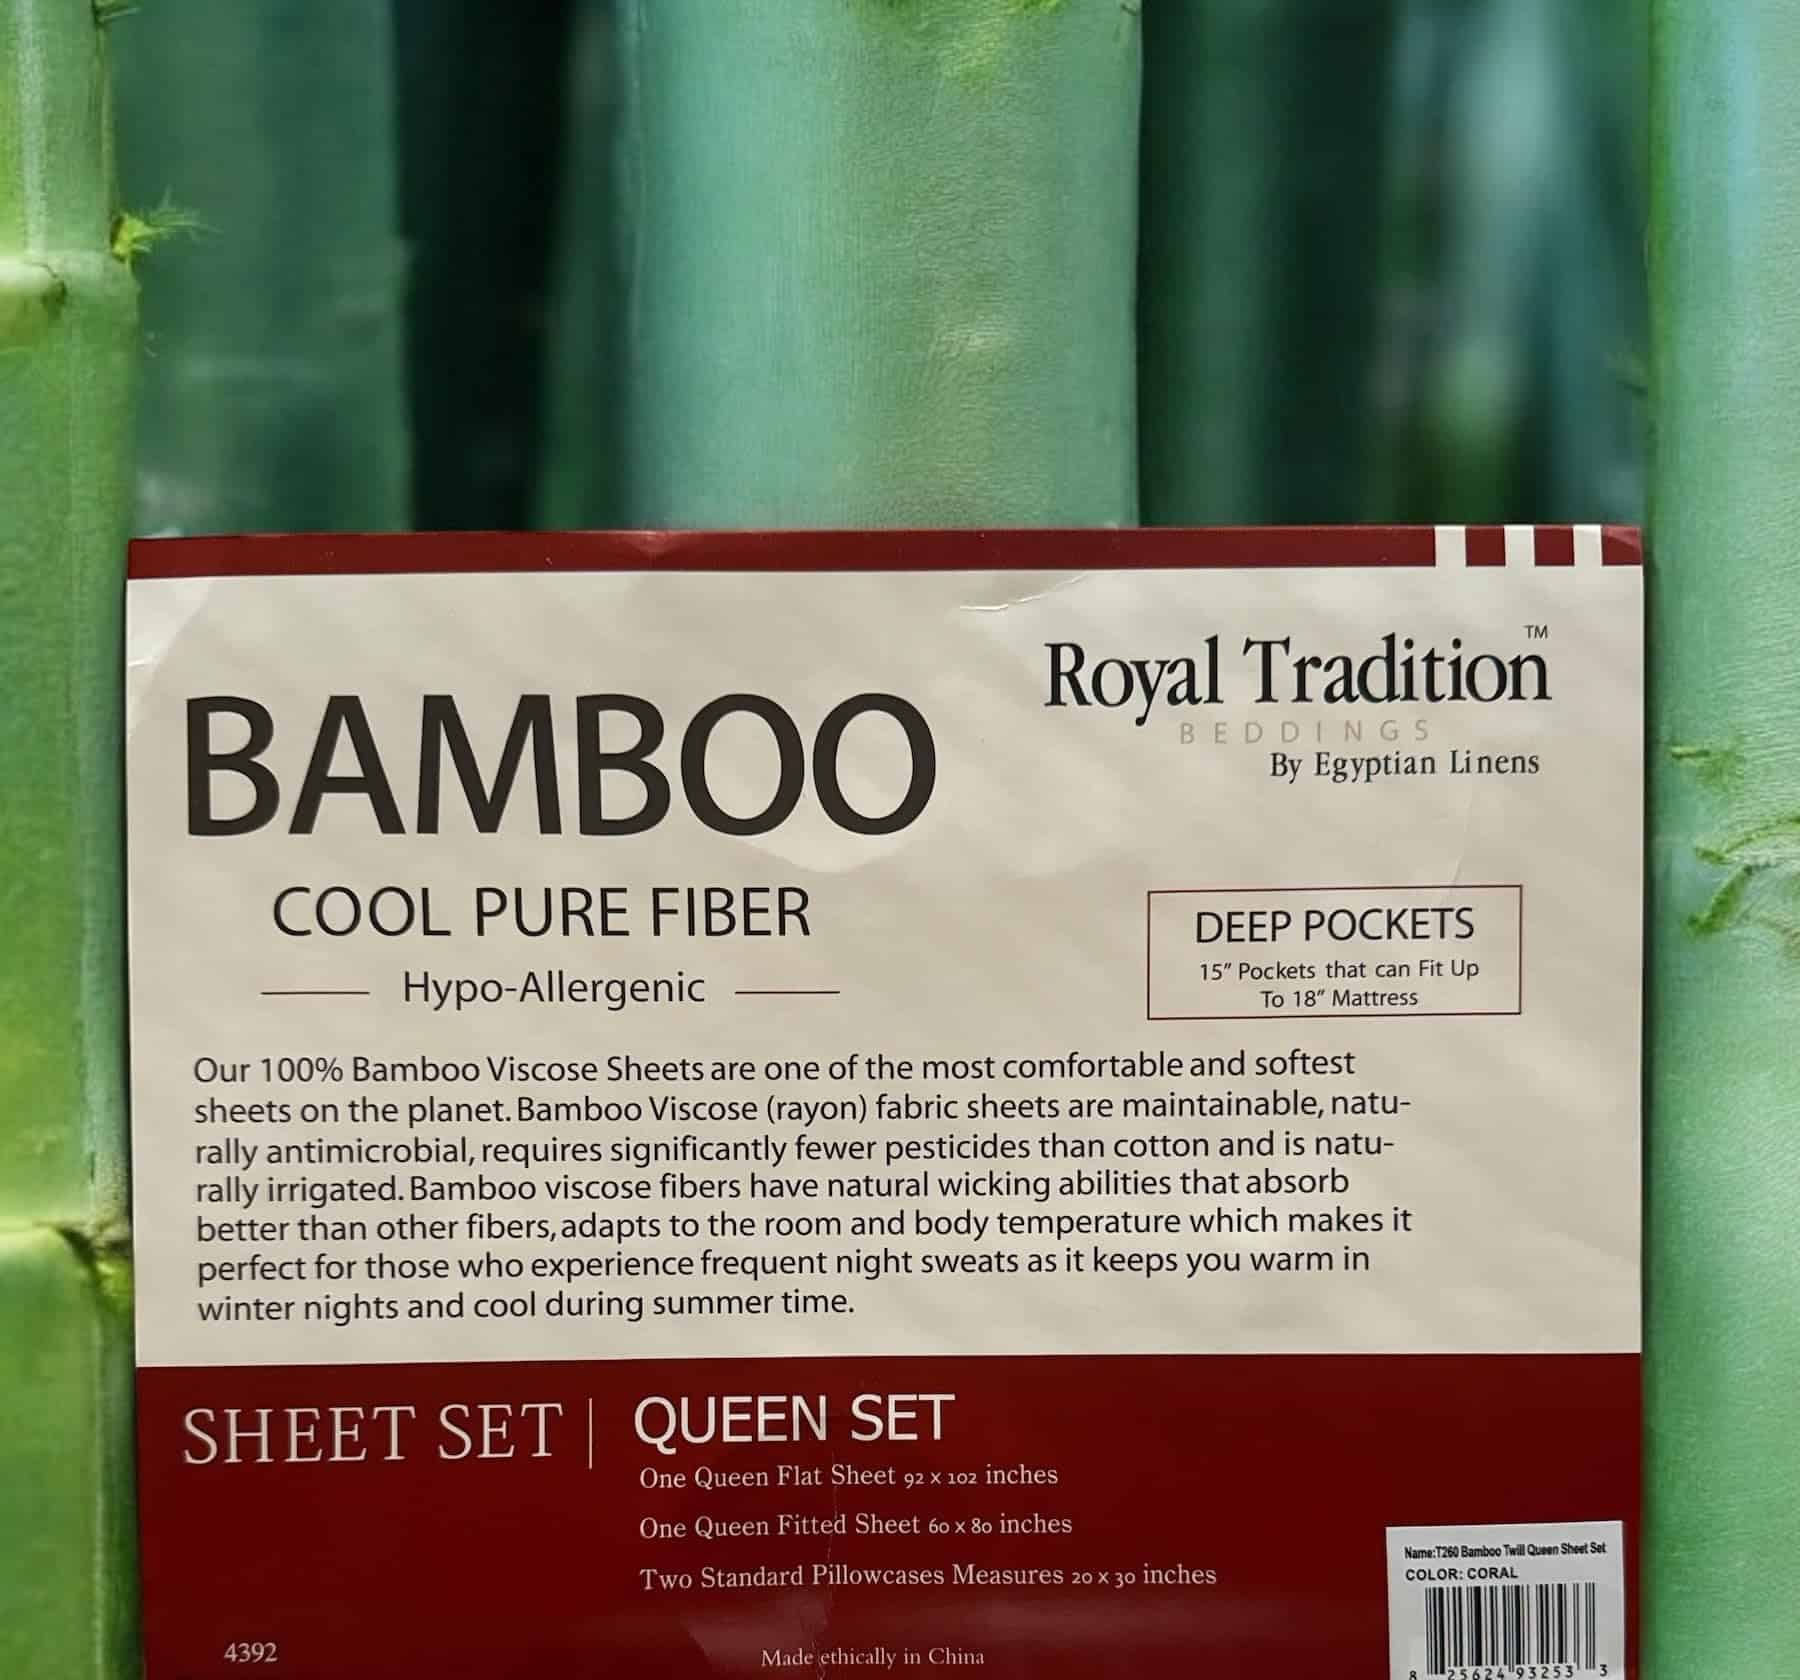 Royal Tradition™
BEDDINGS
By Egyptian Linens
BAMBOO
COOL PURE FIBER
Hypo-Allergenic
DEEP POCKETS
15″ Pockets that can Fit Up
To 18″ Mattress
Our 100% Bamboo Viscose Sheets are one of the most comfortable and softest
sheets on the planet. Bamboo Viscose (rayon) fabric sheets are maintainable, natu-
rally antimicrobial, requires significantly fewer pesticides than cotton and is natu-
rally irrigated. Bamboo viscose fibers have natural wicking abilities that absorb
better than other fibers, adapts to the room and body temperature which makes it
perfect for those who experience frequent night sweats as it keeps you warm in
winter nights and cool during summer time.
SHEET SET | QUEEN SET
One Queen Flat Sheet 92 x 102 inches
One Queen Fitted Sheet 60 x 80 inches
Two Standard Pillowcases Measures 20 x 30 inches
Name:T260 Bamboo Twill Queen Sheet Set
COLOR: CORAL
8 25624 93253 3
4392
Made ethically in China